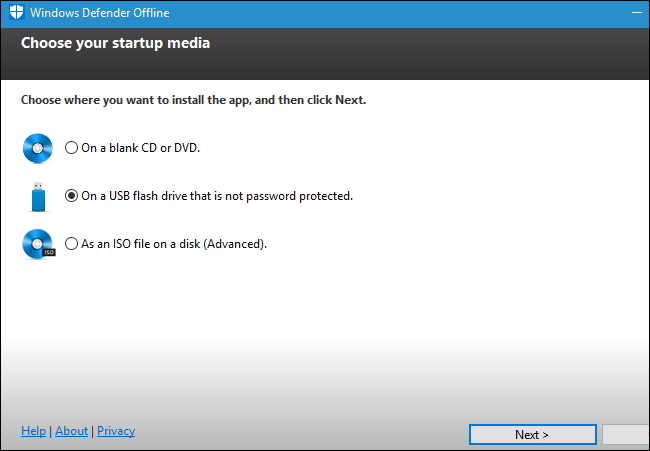 Windows Defender Offline
Choose your startup media
Choose where you want to install the app, and then click Next.
On a blank CD or DVD.
On a USB flash drive that is not password protected.
ISO
As an ISO file on a disk (Advanced).
Help | About | Privacy
Next >